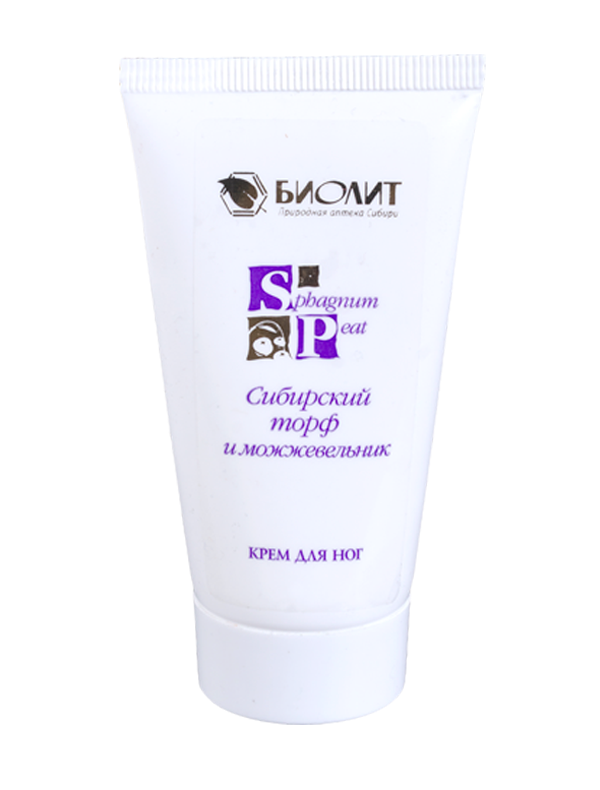 БИОЛИТ
Природная аптека Сибири
Sphagnum
Peat
Сибирский
торф
и можжевельник
КРЕМ ДЛЯ НОГ